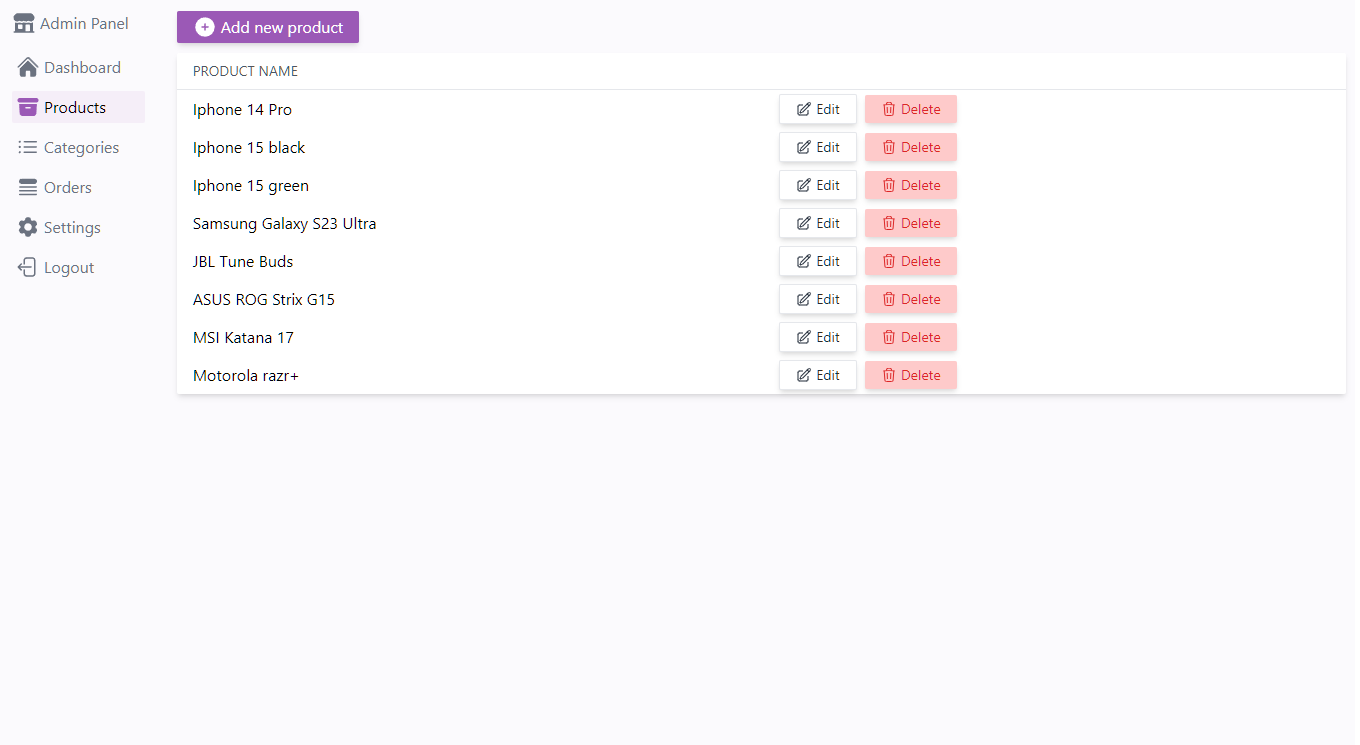 Admin Panel
Dashboard
Products
Categories
Orders
Settings
Logout
Add new product
PRODUCT NAME
Iphone 14 Pro Edit Delete
Iphone 15 black Edit Delete
Iphone 15 green Edit Delete
Samsung Galaxy S23 Ultra Edit Delete
JBL Tune Buds Edit Delete
ASUS ROG Strix G15 Edit Delete
MSI Katana 17 Edit Delete
Motorola razr+ Edit Delete